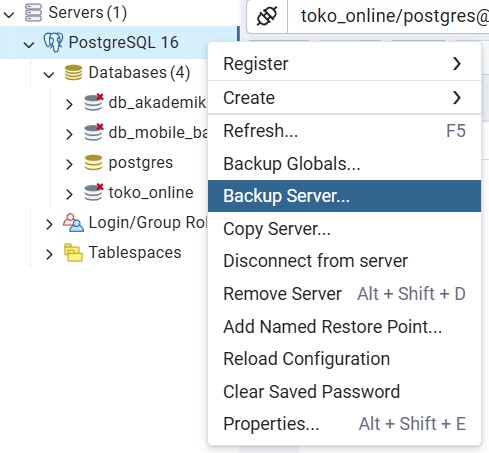 Servers (1)
toko_online/postgres@
PostgreSQL 16
Databases (4)
db_akademik
db_mobile_ba
postgres
toko_online
Login/Group Rol
Tablespaces
Register
Create
Refresh... F5
Backup Globals...
Backup Server...
Copy Server...
Disconnect from server
Remove Server Alt + Shift + D
Add Named Restore Point...
Reload Configuration
Clear Saved Password
Properties... Alt + Shift + E